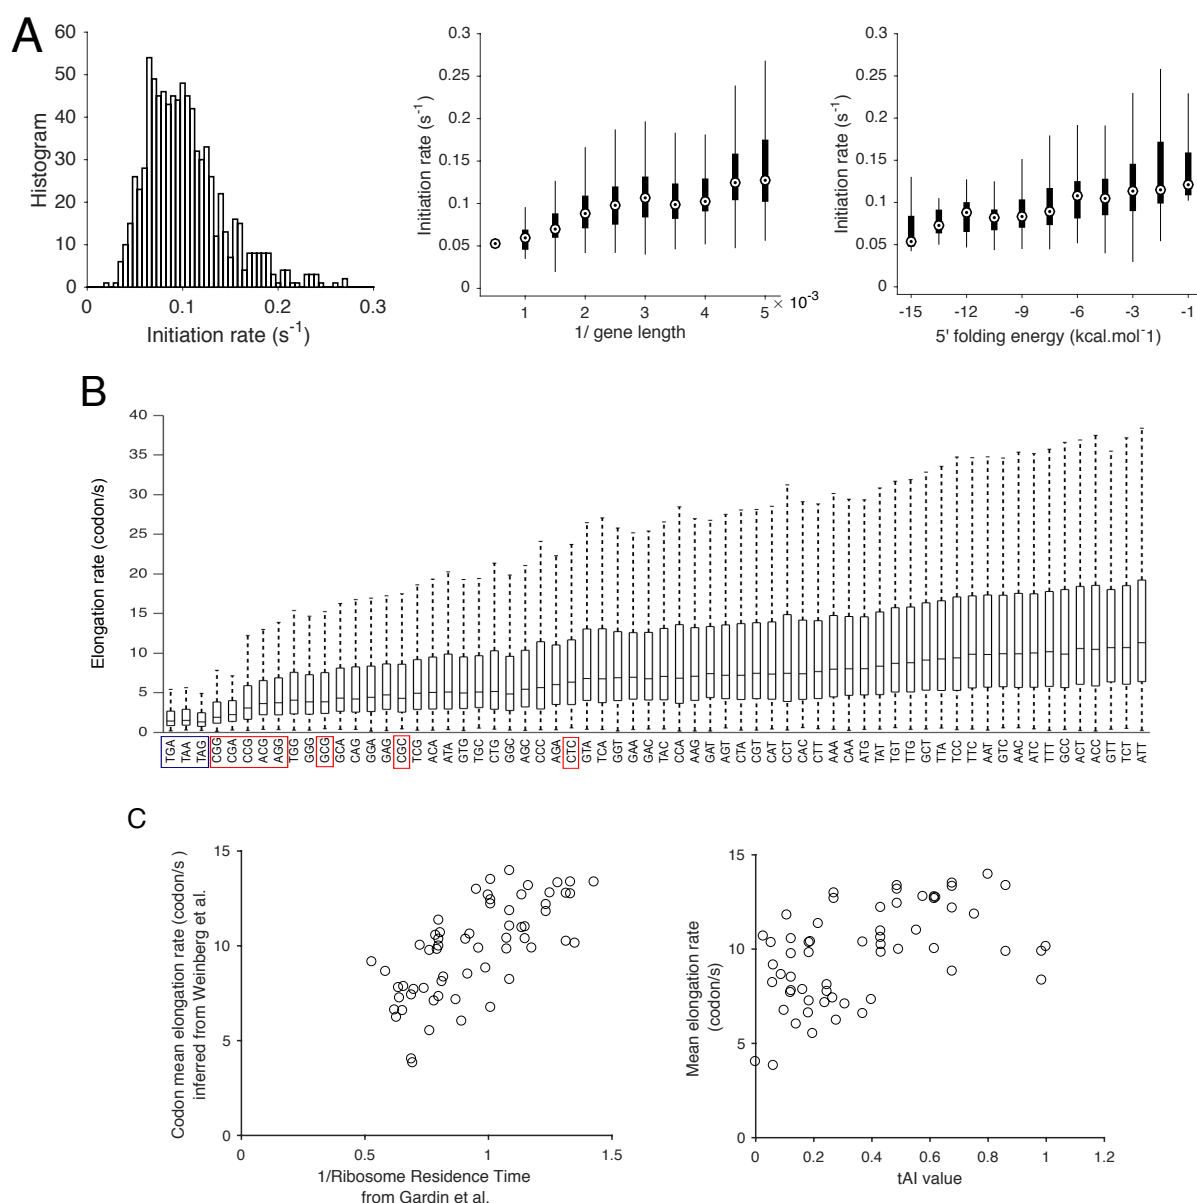 A
60
50
40
30
20
10
0
Histogram
0 0.1 0.2 0.3
Initiation rate (s-1)
0.3
0.25
0.2
0.15
0.1
0.05
0
Initiation rate (s-1)
1 2 3 4 5 × 10-3
1/ gene length
0.3
0.25
0.2
0.15
0.1
0.05
0
Initiation rate (s-1)
-15 -12 -9 -6 -3 -1
5' folding energy (kcal.mol-1)
B
40
35
30
25
20
15
10
5
0
Elongation rate (codon/s)
TGA TAA TAG CGG CGA CCG ACG AGG TGG GGG GCG GCA CAG GGA GAG CGC TCG ACA ATA GTG TGC CTG GGC AGC CCC AGA CTC GTA TCA GGT GAA GAC TAC CCA AAG GAT AGT CTA CGT CAT CCT CAC CTT AAA CAA ATG TAT TGT TTG GCT TTA TCC TTC AAT GTC AAC ATC TTT GCC ACT ACC GTT TCT ATT
C
15
10
5
0
Codon mean elongation rate (codon/s )
inferred from Weinberg et al.
0 0.5 1 1.5
1/Ribosome Residence Time
from Gardin et al.
15
10
5
0
Mean elongation rate
(codon/s)
0 0.2 0.4 0.6 0.8 1 1.2
tAI value